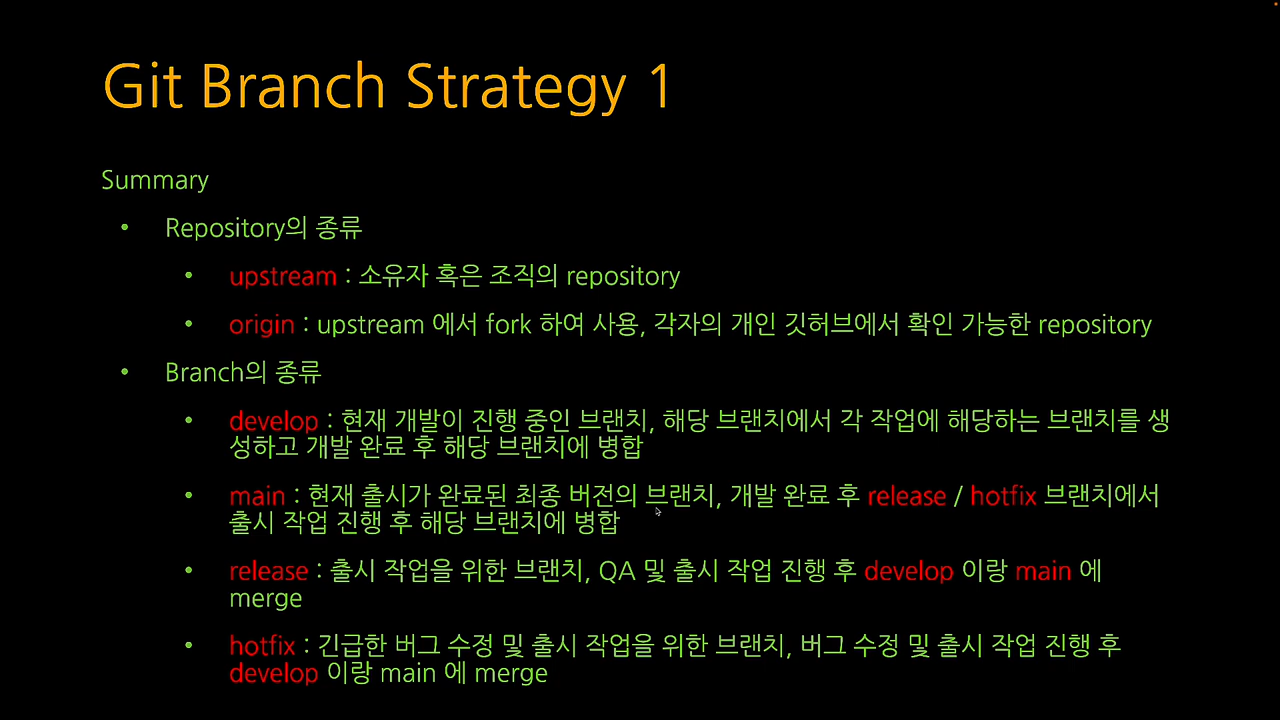 Git Branch Strategy 1
Summary
• Repository의 종류
• upstream : 소유자 혹은 조직의 repository
• origin : upstream 에서 fork 하여 사용, 각자의 개인 깃허브에서 확인 가능한 repository
• Branch의 종류
• develop : 현재 개발이 진행 중인 브랜치, 해당 브랜치에서 각 작업에 해당하는 브랜치를 생
성하고 개발 완료 후 해당 브랜치에 병합
• main : 현재 출시가 완료된 최종 버전의 브랜치, 개발 완료 후 release / hotfix 브랜치에서
출시 작업 진행 후 해당 브랜치에 병합
• release : 출시 작업을 위한 브랜치, QA 및 출시 작업 진행 후 develop 이랑 main 에
merge
• hotfix : 긴급한 버그 수정 및 출시 작업을 위한 브랜치, 버그 수정 및 출시 작업 진행 후
develop 이랑 main 에 merge